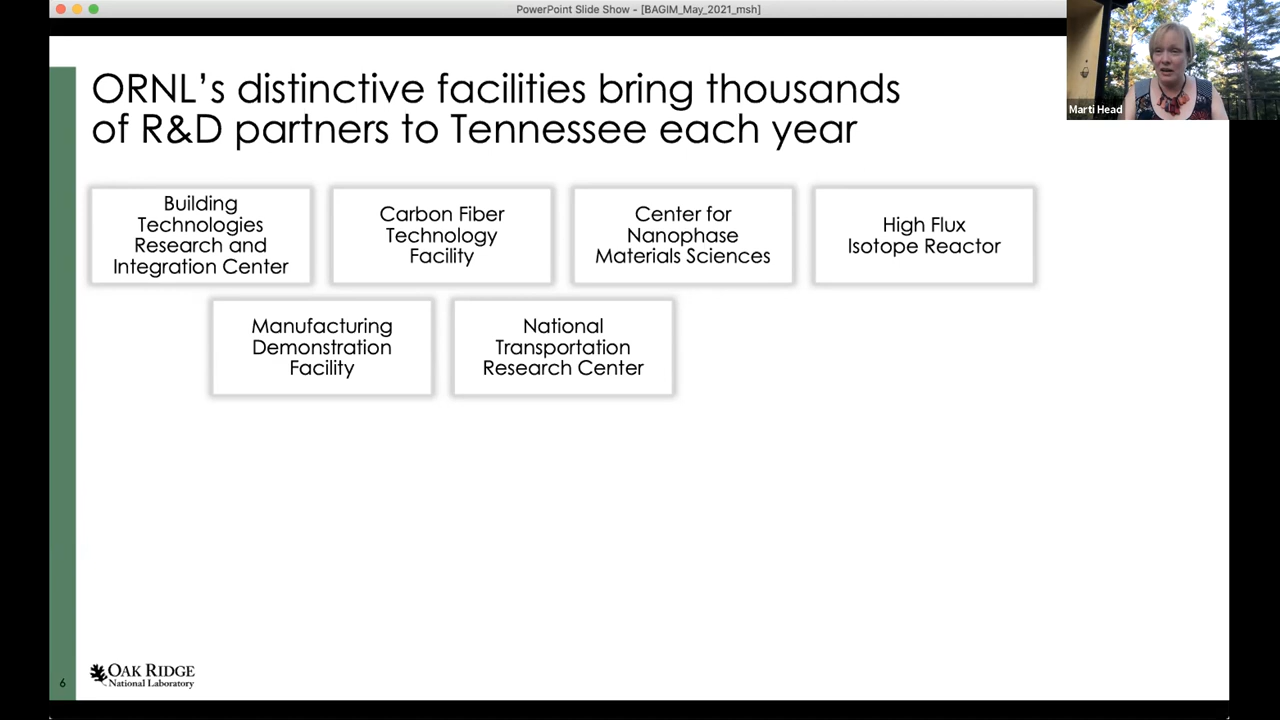 PowerPoint Slide Show - [BAGIM_May_2021_msh]
Marti Head
ORNL’s distinctive facilities bring thousands
of R&D partners to Tennessee each year
Building
Technologies
Research and
Integration Center
Carbon Fiber
Technology
Facility
Center for
Nanophase
Materials Sciences
High Flux
Isotope Reactor
Manufacturing
Demonstration
Facility
National
Transportation
Research Center
6
OAK RIDGE
National Laboratory